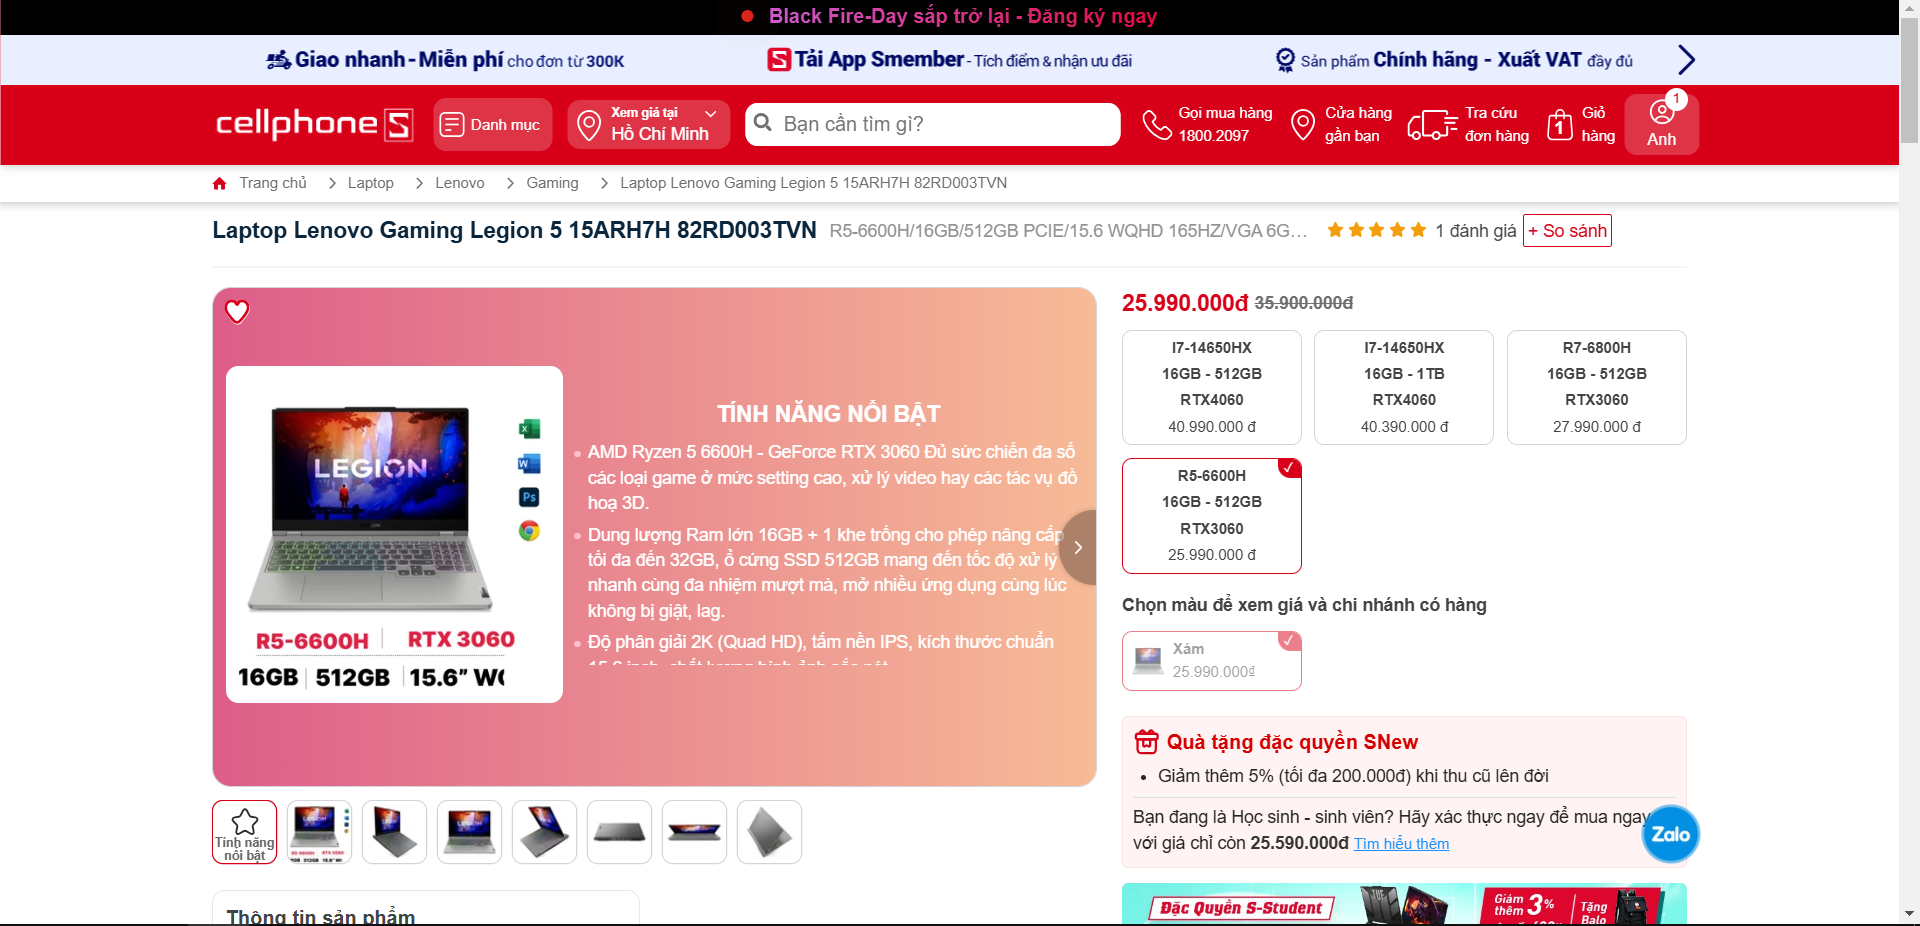 Black Fire-Day sắp trở lại - Đăng ký ngay
Giao nhanh - Miễn phí cho đơn từ 300K
S Tải App Smember - Tích điểm & nhận ưu đãi
Sản phẩm Chính hãng - Xuất VAT đầy đủ
cellphoneS
Danh mục
Xem giá tại
Hồ Chí Minh
Bạn cần tìm gì?
Gọi mua hàng
1800.2097
Cửa hàng
gần bạn
Tra cứu
đơn hàng
1
Giỏ
hàng
1
Anh
Trang chủ > Laptop > Lenovo > Gaming > Laptop Lenovo Gaming Legion 5 15ARH7H 82RD003TVN
Laptop Lenovo Gaming Legion 5 15ARH7H 82RD003TVN R5-6600H/16GB/512GB PCIE/15.6 WQHD 165HZ/VGA 6G... 1 đánh giá + So sánh
LEGION
R5-6600H | RTX 3060
16GB | 512GB | 15.6"
TÍNH NĂNG NỔI BẬT
AMD Ryzen 5 6600H - GeForce RTX 3060 Đủ sức chiến đa số
các loại game ở mức setting cao, xử lý video hay các tác vụ đồ
hoạ 3D.
Dung lượng Ram lớn 16GB + 1 khe trống cho phép nâng cấp
tối đa đến 32GB, ổ cứng SSD 512GB mang đến tốc độ xử lý
nhanh cùng đa nhiệm mượt mà, mở nhiều ứng dụng cùng lúc
không bị giật, lag.
Độ phân giải 2K (Quad HD), tấm nền IPS, kích thước chuẩn
25.990.000đ 35.900.000đ
I7-14650HX
16GB - 512GB
RTX4060
40.990.000 đ
I7-14650HX
16GB - 1TB
RTX4060
40.390.000 đ
R7-6800H
16GB - 512GB
RTX3060
27.990.000 đ
R5-6600H
16GB - 512GB
RTX3060
25.990.000 đ
Chọn màu để xem giá và chi nhánh có hàng
Xám
25.990.000₫
Quà tặng đặc quyền SNew
Giảm thêm 5% (tối đa 200.000đ) khi thu cũ lên đời
Bạn đang là Học sinh - sinh viên? Hãy xác thực ngay để mua ngay
với giá chỉ còn 25.590.000đ Tìm hiểu thêm
Zalo
Tính năng
nổi bật
Thông tin sản phẩm
Đặc Quyền S-Student
Giảm
thêm 3%
Tặng
Balo